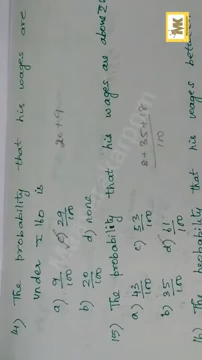 14) The probability that his wages are
under ₹ 160 is
20+9
a) 9/100 c) 29/100
b) 20/100 d) none
15) The probability that his wages are above ₹
a) 43/100 c) 53/100
b) 35/100 d) 61/100
8+35+18
100
The probability that his wages between
MK